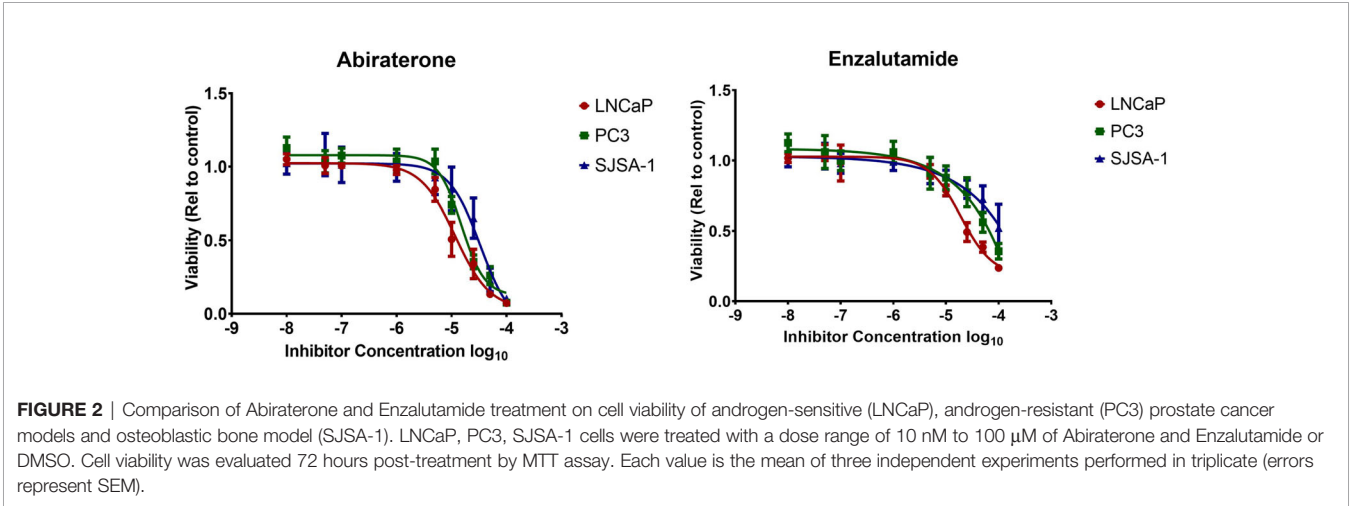 Abiraterone
1.5
1.0
0.5
0.0
Viability (Rel to control)
-9 -8 -7 -6 -5 -4 -3
Inhibitor Concentration log10
LNCaP
PC3
SJSA-1
Enzalutamide
1.5
1.0
0.5
0.0
Viability (Rel to control)
-9 -8 -7 -6 -5 -4 -3
Inhibitor Concentration log10
LNCaP
PC3
SJSA-1
FIGURE 2 | Comparison of Abiraterone and Enzalutamide treatment on cell viability of androgen-sensitive (LNCaP), androgen-resistant (PC3) prostate cancer
models and osteoblastic bone model (SJSA-1). LNCaP, PC3, SJSA-1 cells were treated with a dose range of 10 nM to 100 μM of Abiraterone and Enzalutamide or
DMSO. Cell viability was evaluated 72 hours post-treatment by MTT assay. Each value is the mean of three independent experiments performed in triplicate (errors
represent SEM).